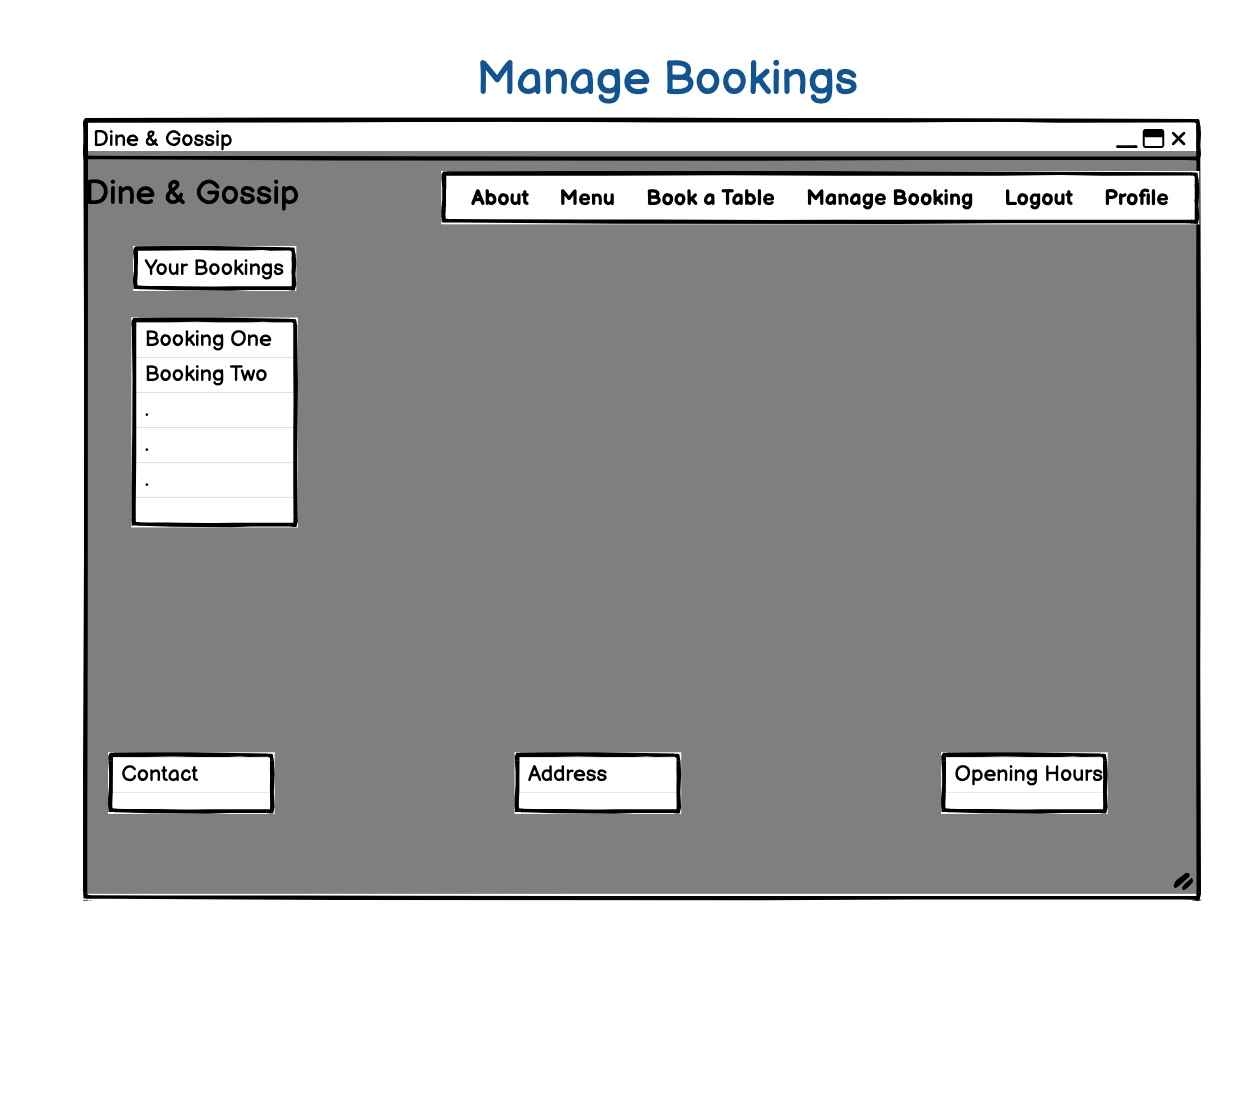 Manage Bookings
Dine & Gossip
Dine & Gossip
About Menu Book a Table Manage Booking Logout Profile
Your Bookings
Booking One
Booking Two
.
.
.
Contact
Address
Opening Hours